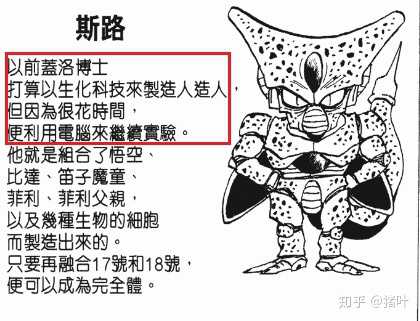 斯路
以前蓋洛博士
打算以生化科技來製造人造人，
但因為很花時間，
便利用電腦來繼續實驗。
他就是組合了悟空、
比達、笛子魔童、
菲利、菲利父親，
以及幾種生物的細胞
而製造出來的。
只要再融合17號和18號，
便可以成為完全體。
知乎 @猪叶